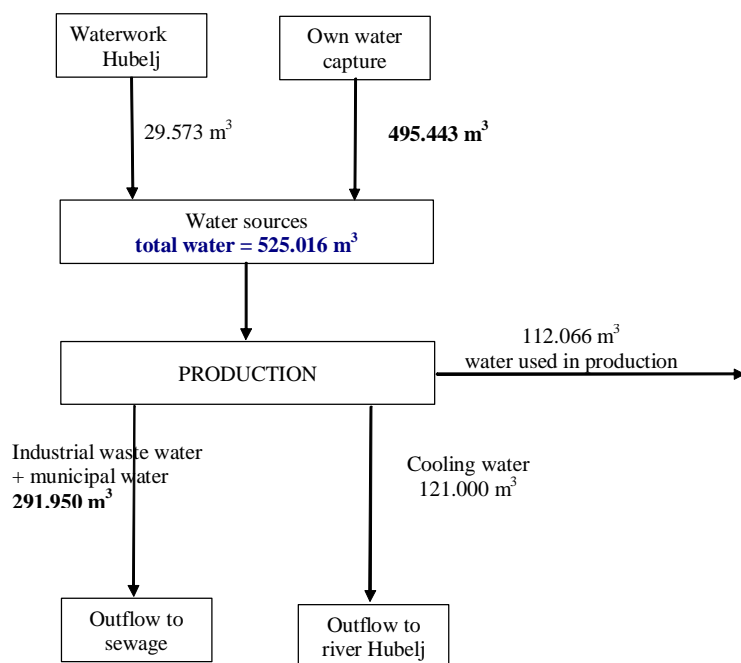 Waterwork
Hubelj
Own water
capture
29.573 m³
495.443 m³
Water sources
total water = 525.016 m³
112.066 m³
water used in production
PRODUCTION
Industrial waste water
+ municipal water
291.950 m³
Cooling water
121.000 m³
Outflow to
sewage
Outflow to
river Hubelj